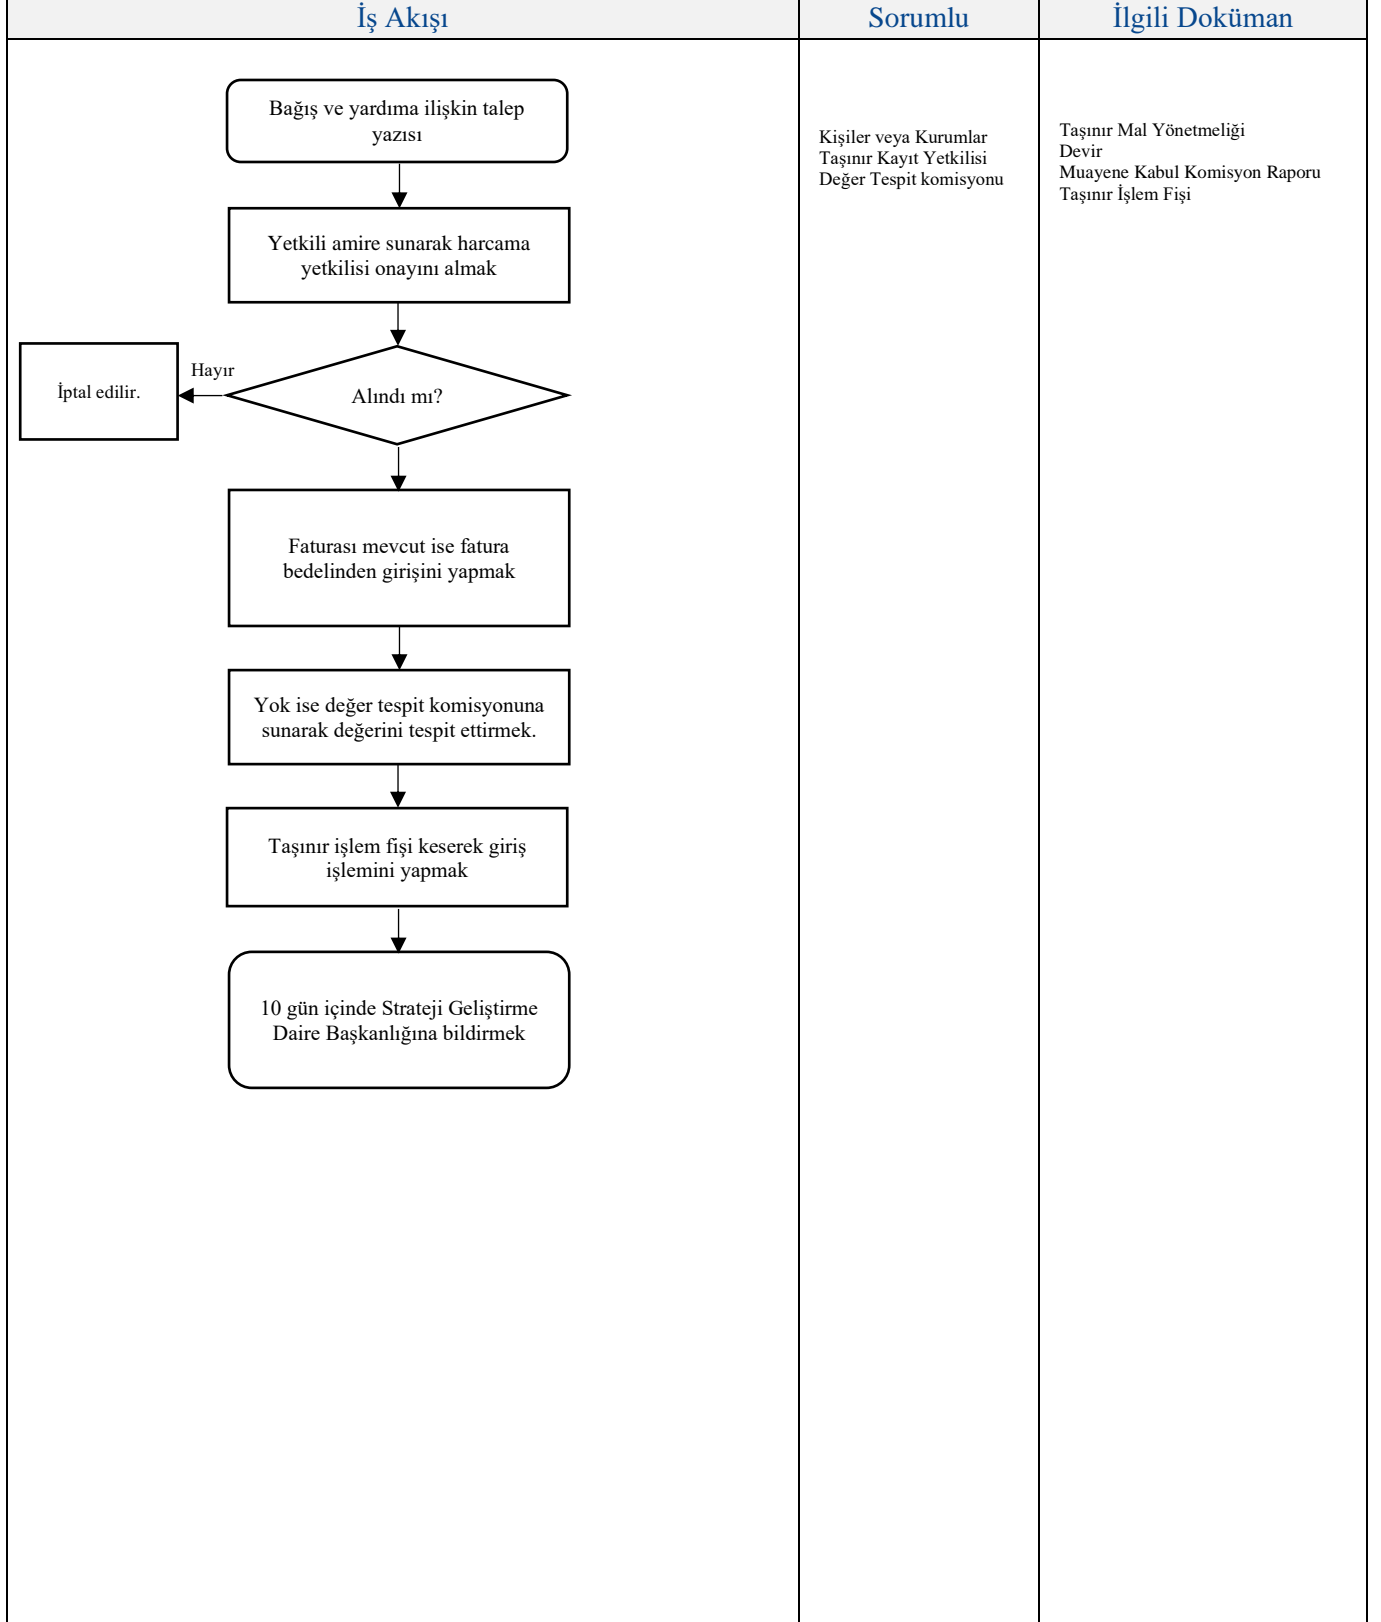 İş Akışı
Sorumlu
İlgili Doküman
Bağış ve yardıma ilişkin talep
yazısı
Kişiler veya Kurumlar
Taşınır Kayıt Yetkilisi
Değer Tespit komisyonu
Taşınır Mal Yönetmeliği
Devir
Muayene Kabul Komisyon Raporu
Taşınır İşlem Fişi
Yetkili amire sunarak harcama
yetkilisi onayını almak
Hayır
İptal edilir.
Alındı mı?
Faturası mevcut ise fatura
bedelinden girişini yapmak
Yok ise değer tespit komisyonuna
sunarak değerini tespit ettirmek.
Taşınır işlem fişi keserek giriş
işlemini yapmak
10 gün içinde Strateji Geliştirme
Daire Başkanlığına bildirmek